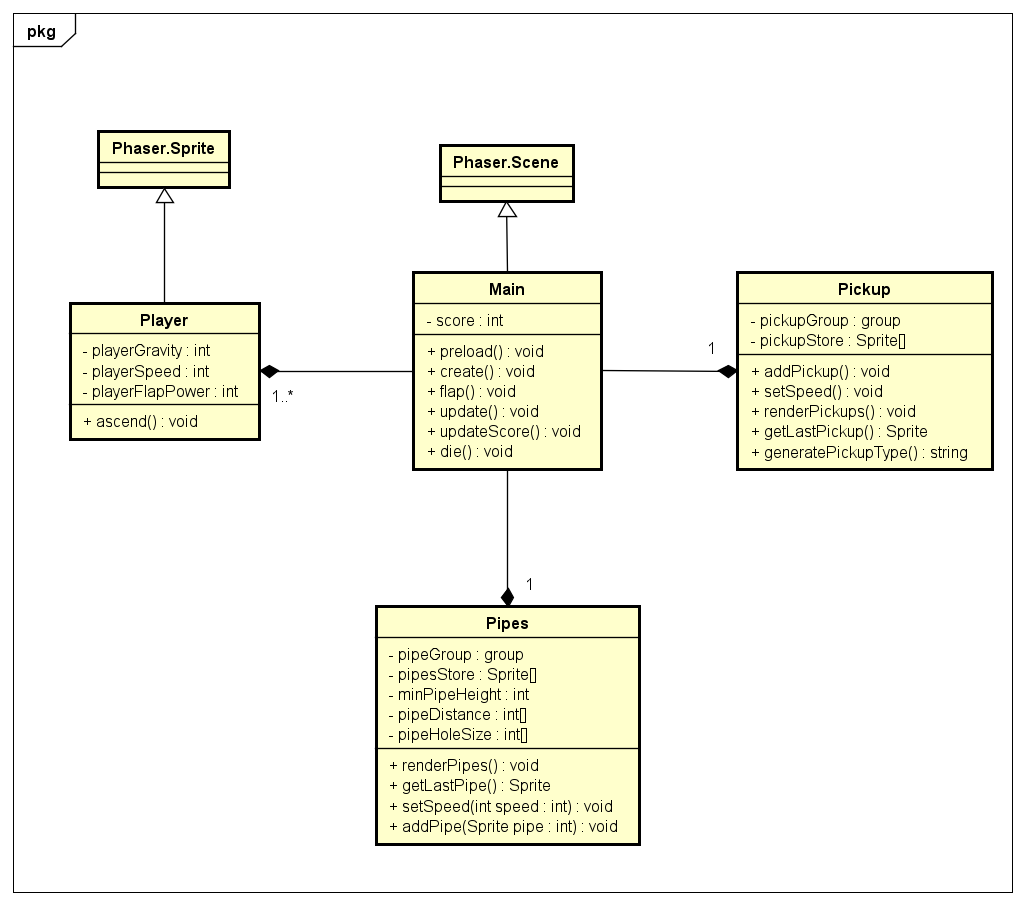 pkg
Phaser.Sprite
Phaser.Scene
Player
- playerGravity : int
- playerSpeed : int
- playerFlapPower : int
+ ascend() : void
1..*
Main
- score : int
+ preload() : void
+ create() : void
+ flap() : void
+ update() : void
+ updateScore() : void
+ die() : void
1
Pickup
- pickupGroup : group
- pickupStore : Sprite[]
+ addPickup() : void
+ setSpeed() : void
+ renderPickups() : void
+ getLastPickup() : Sprite
+ generatePickupType() : string
1
Pipes
- pipeGroup : group
- pipesStore : Sprite[]
- minPipeHeight : int
- pipeDistance : int[]
- pipeHoleSize : int[]
+ renderPipes() : void
+ getLastPipe() : Sprite
+ setSpeed(int speed : int) : void
+ addPipe(Sprite pipe : int) : void